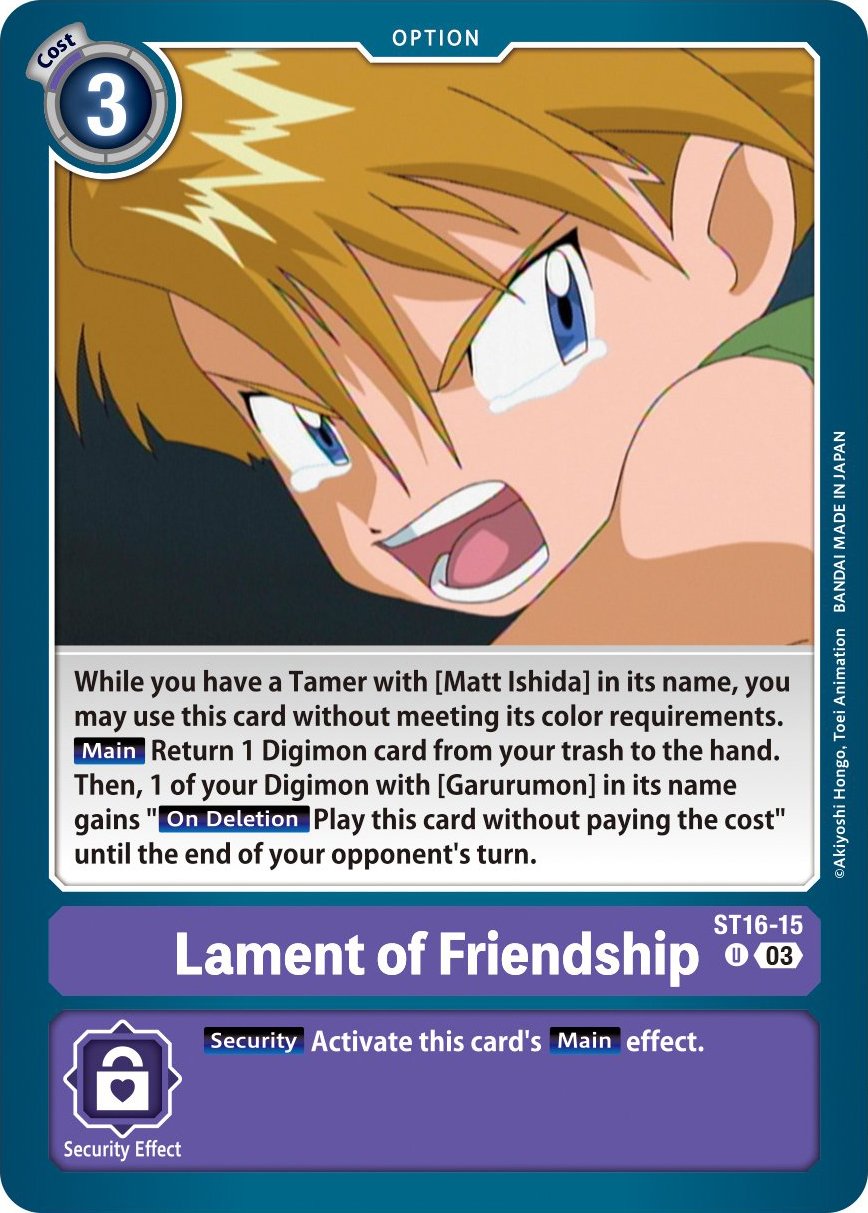 OPTION
Cost
3
While you have a Tamer with [Matt Ishida] in its name, you
may use this card without meeting its color requirements.
Main Return 1 Digimon card from your trash to the hand.
Then, 1 of your Digimon with [Garurumon] in its name
gains "On Deletion Play this card without paying the cost"
until the end of your opponent's turn.
©Akiyoshi Hongo, Toei Animation BANDAI MADE IN JAPAN
ST16-15
Lament of Friendship U 03
Security Activate this card's Main effect.
Security Effect